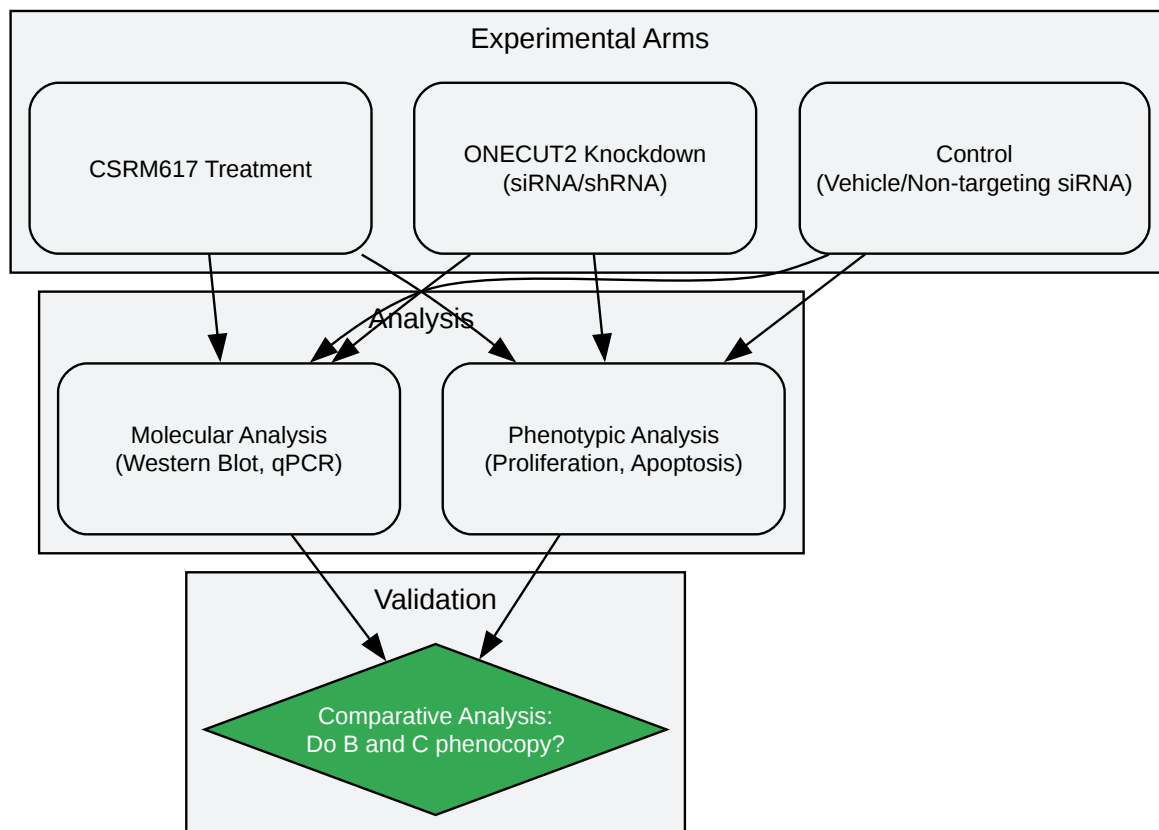 Experimental Arms
CSRM617 Treatment
ONECUT2 Knockdown
(siRNA/shRNA)
Control
(Vehicle/Non-targeting siRNA)
Analysis
Molecular Analysis
(Western Blot, qPCR)
Phenotypic Analysis
(Proliferation, Apoptosis)
Validation
Comparative Analysis:
Do B and C phenocopy?